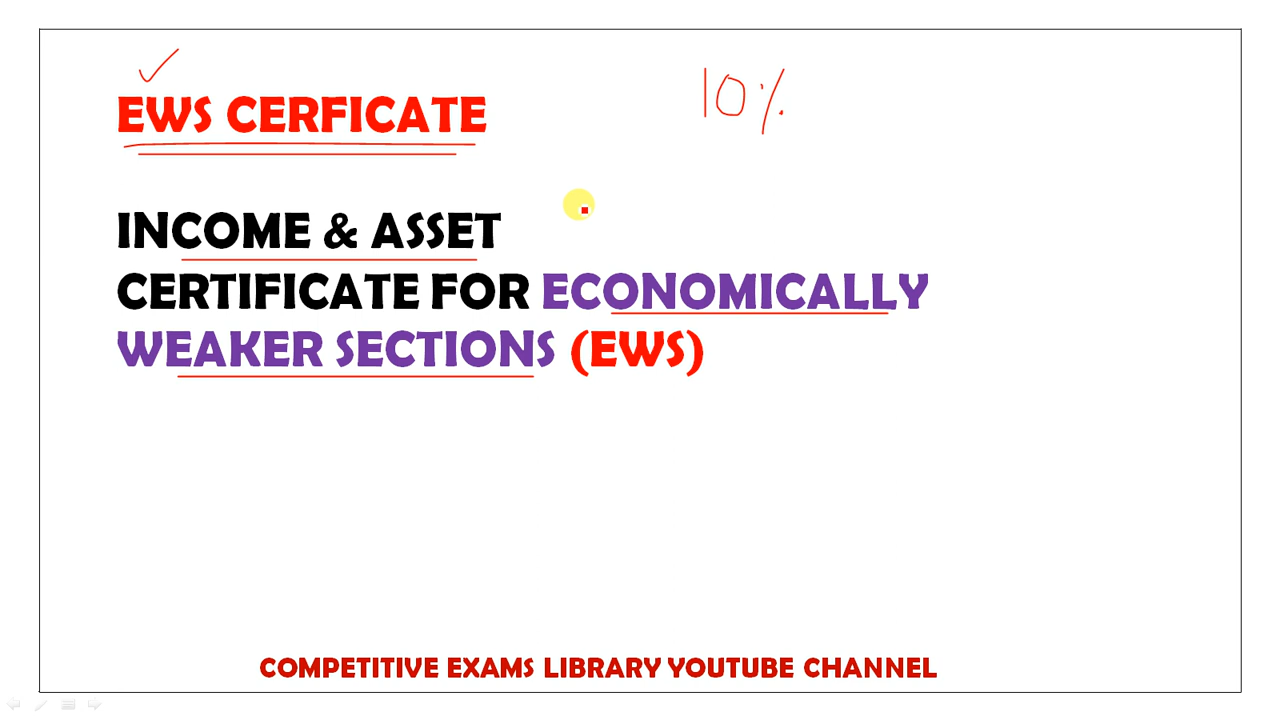 EWS CERFICATE
10%
INCOME & ASSET
CERTIFICATE FOR ECONOMICALLY
WEAKER SECTIONS (EWS)
COMPETITIVE EXAMS LIBRARY YOUTUBE CHANNEL